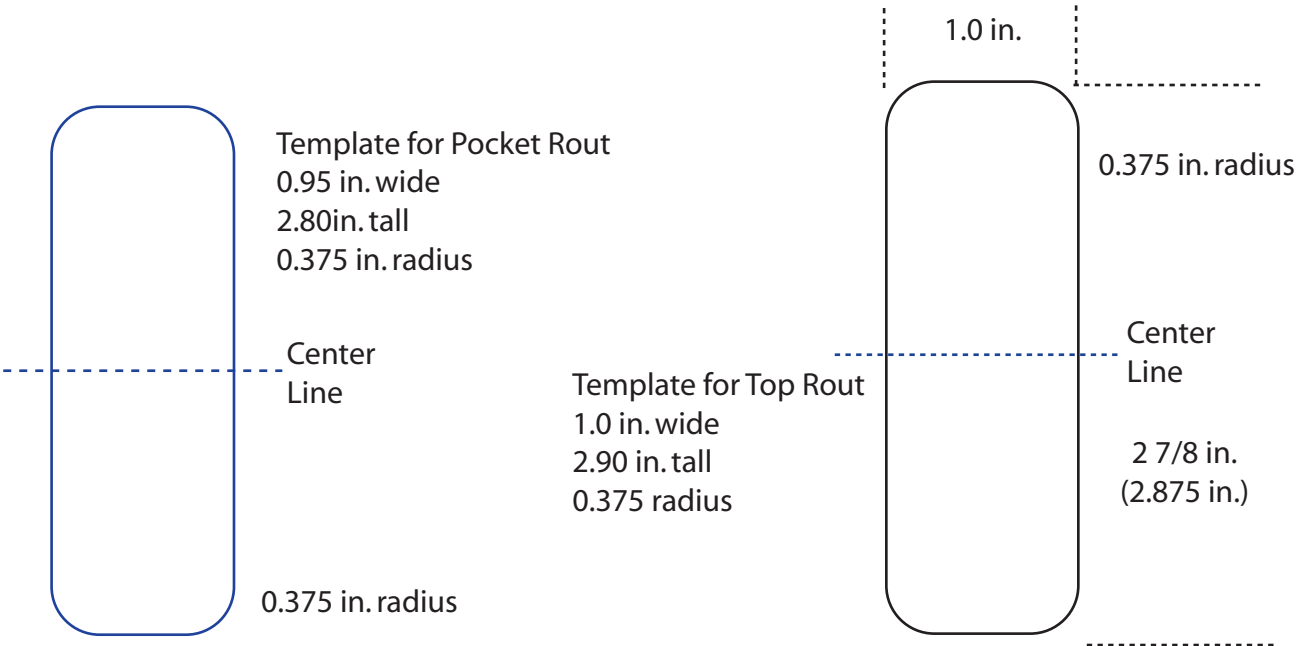 1.0 in.
Template for Pocket Rout
0.95 in. wide
2.80in. tall
0.375 in. radius
0.375 in. radius
Center
Line
Center
Line
Template for Top Rout
1.0 in. wide
2.90 in. tall
0.375 radius
2 7/8 in.
(2.875 in.)
0.375 in. radius